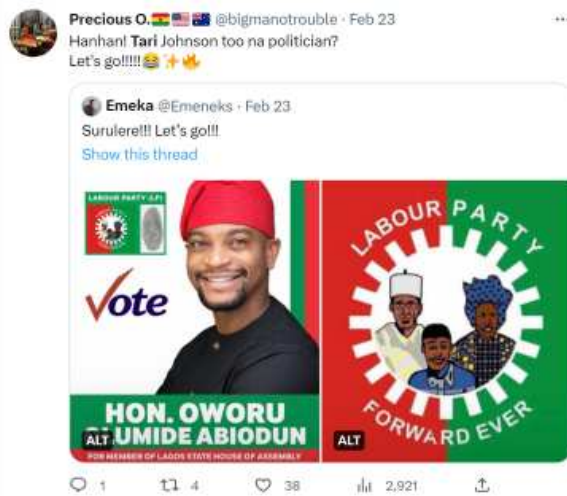 Precious O. @bigmanotrouble · Feb 23
Hanhan! Tari Johnson too na politician?
Let's go!!!!!
Emeka @Emeneks · Feb 23
Surulere!!! Let's go!!!
Show this thread
LABOUR PARTY (LP)
Vote
HON. OWORU
UMIDE ABIODUN
FOR MEMBER OF LAGOS STATE HOUSE OF ASSEMBLY
ALT
LABOUR PARTY
FORWARD EVER
ALT
1 4 38 2,921